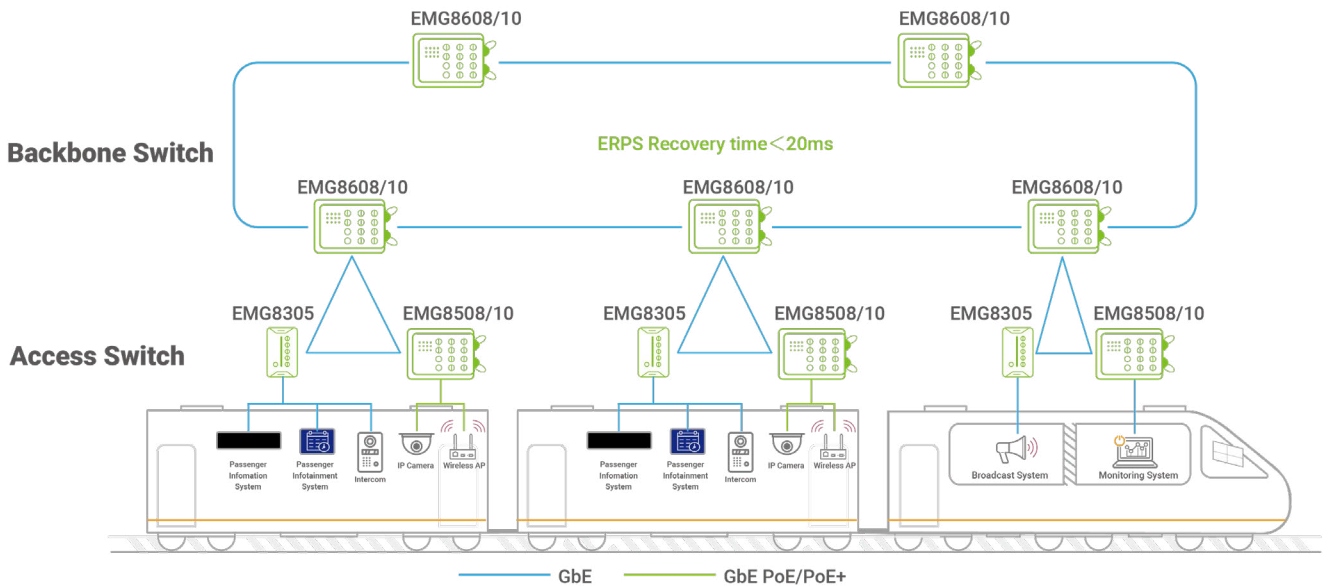 EMG8608/10
EMG8608/10
Backbone Switch
ERPS Recovery time<20ms
EMG8608/10
EMG8608/10
EMG8608/10
EMG8305
EMG8508/10
EMG8305
EMG8508/10
EMG8305
EMG8508/10
Access Switch
Passenger
Infomation
System
Passenger
Infotainment
System
Intercom
IP Camera
Wireless AP
Passenger
Infomation
System
Passenger
Infotainment
System
Intercom
IP Camera
Wireless AP
Broadcast System
Monitoring System
GbE
GbE PoE/PoE+